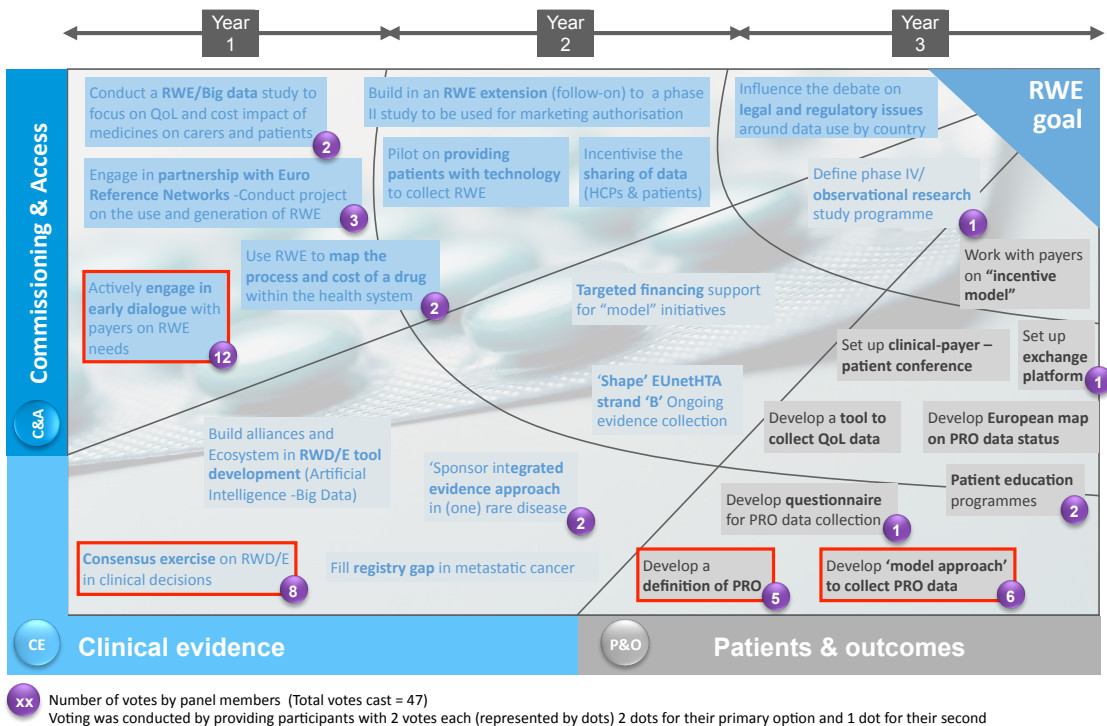 Year
1
Year
2
Year
3
RWE
goal
Commissioning & Access
C&A
Conduct a RWE/Big data study to
focus on QoL and cost impact of
medicines on carers and patients
2
Engage in partnership with Euro
Reference Networks -Conduct project
on the use and generation of RWE
3
Use RWE to map the
process and cost of a drug
within the health system
2
Actively engage in
early dialogue with
payers on RWE
needs
12
Build in an RWE extension (follow-on) to a phase
II study to be used for marketing authorisation
Pilot on providing
patients with technology
to collect RWE
Incentivise the
sharing of data
(HCPs & patients)
Influence the debate on
legal and regulatory issues
around data use by country
Define phase IV/
observational research
study programme
1
Work with payers
on “incentive
model”
Targeted financing support
for “model” initiatives
Set up clinical-payer –
patient conference
Set up
exchange
platform
1
‘Shape’ EUnetHTA
strand ‘B’ Ongoing
evidence collection
Develop a tool to
collect QoL data
Develop European map
on PRO data status
Build alliances and
Ecosystem in RWD/E tool
development (Artificial
Intelligence -Big Data)
‘Sponsor integrated
evidence approach
in (one) rare disease
2
Patient education
programmes
2
Develop questionnaire
for PRO data collection
1
Consensus exercise on RWD/E
in clinical decisions
8
Fill registry gap in metastatic cancer
Develop a
definition of PRO
5
Develop ‘model approach’
to collect PRO data
6
CE
Clinical evidence
P&O
Patients & outcomes
xx
Number of votes by panel members (Total votes cast = 47)
Voting was conducted by providing participants with 2 votes each (represented by dots) 2 dots for their primary option and 1 dot for their second